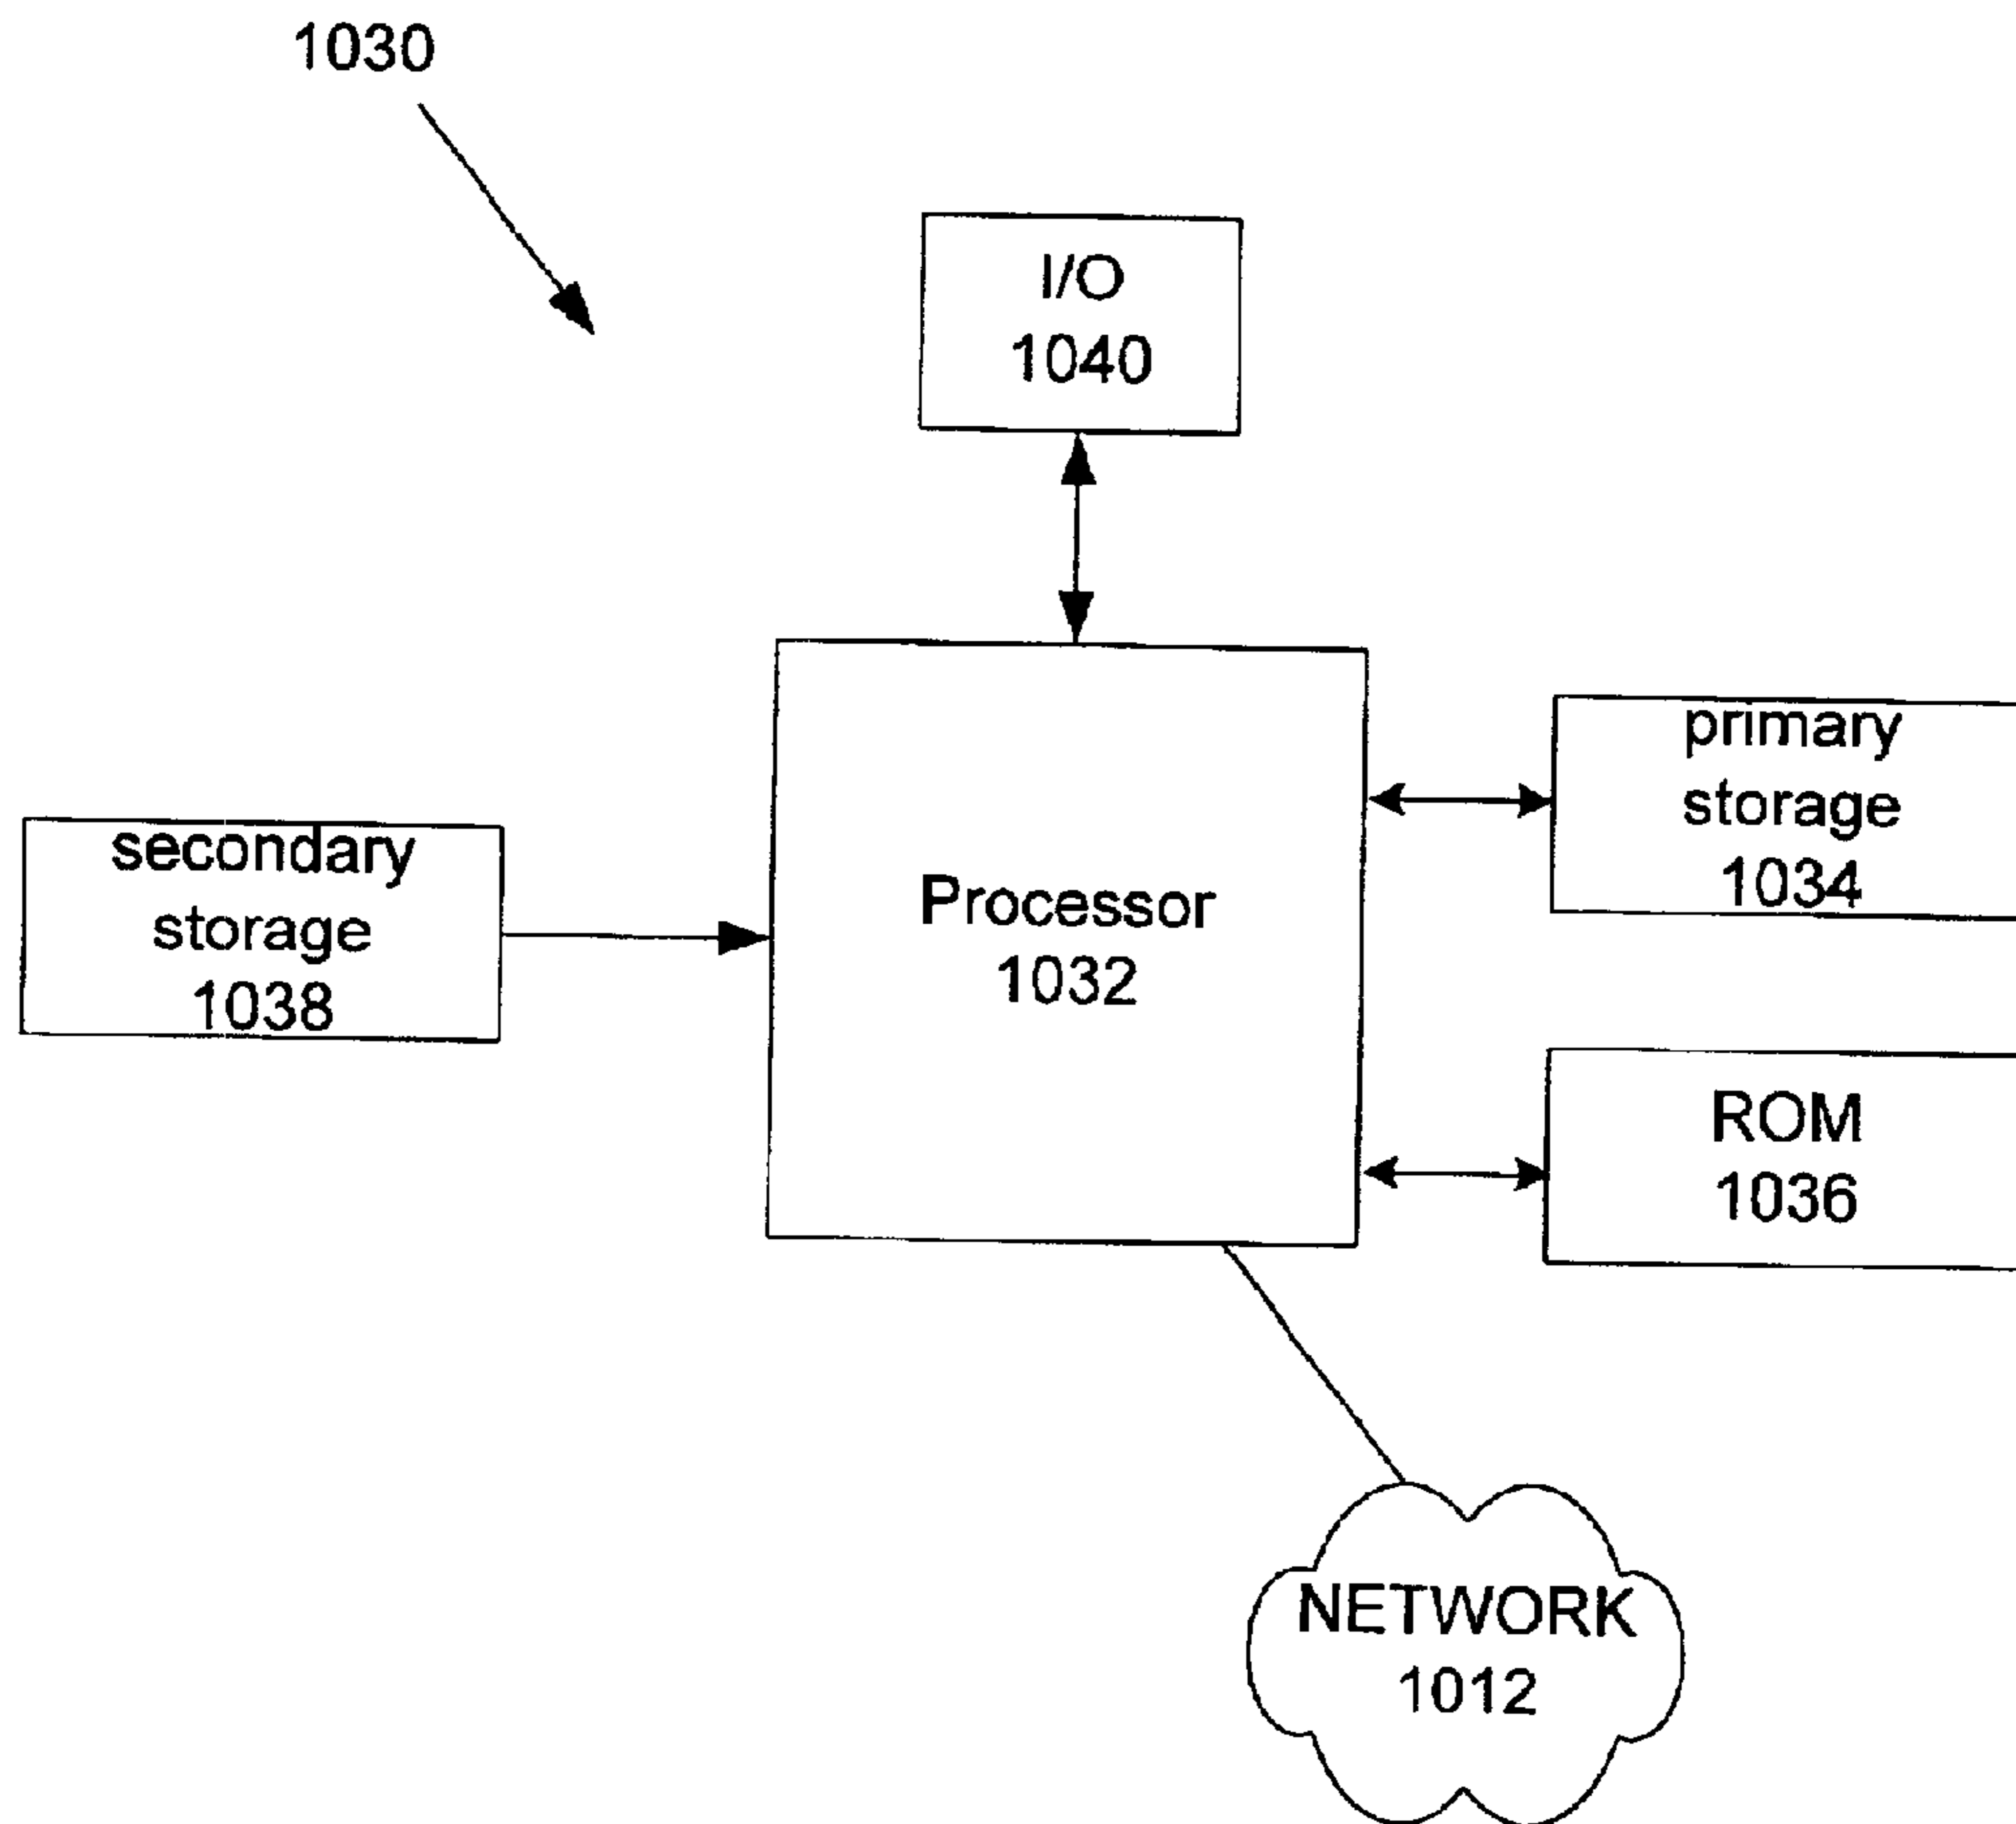 1030
I/O
1040
primary
storage
1034
secondary
storage
1038
Processor
1032
ROM
1036
NETWORK
1012